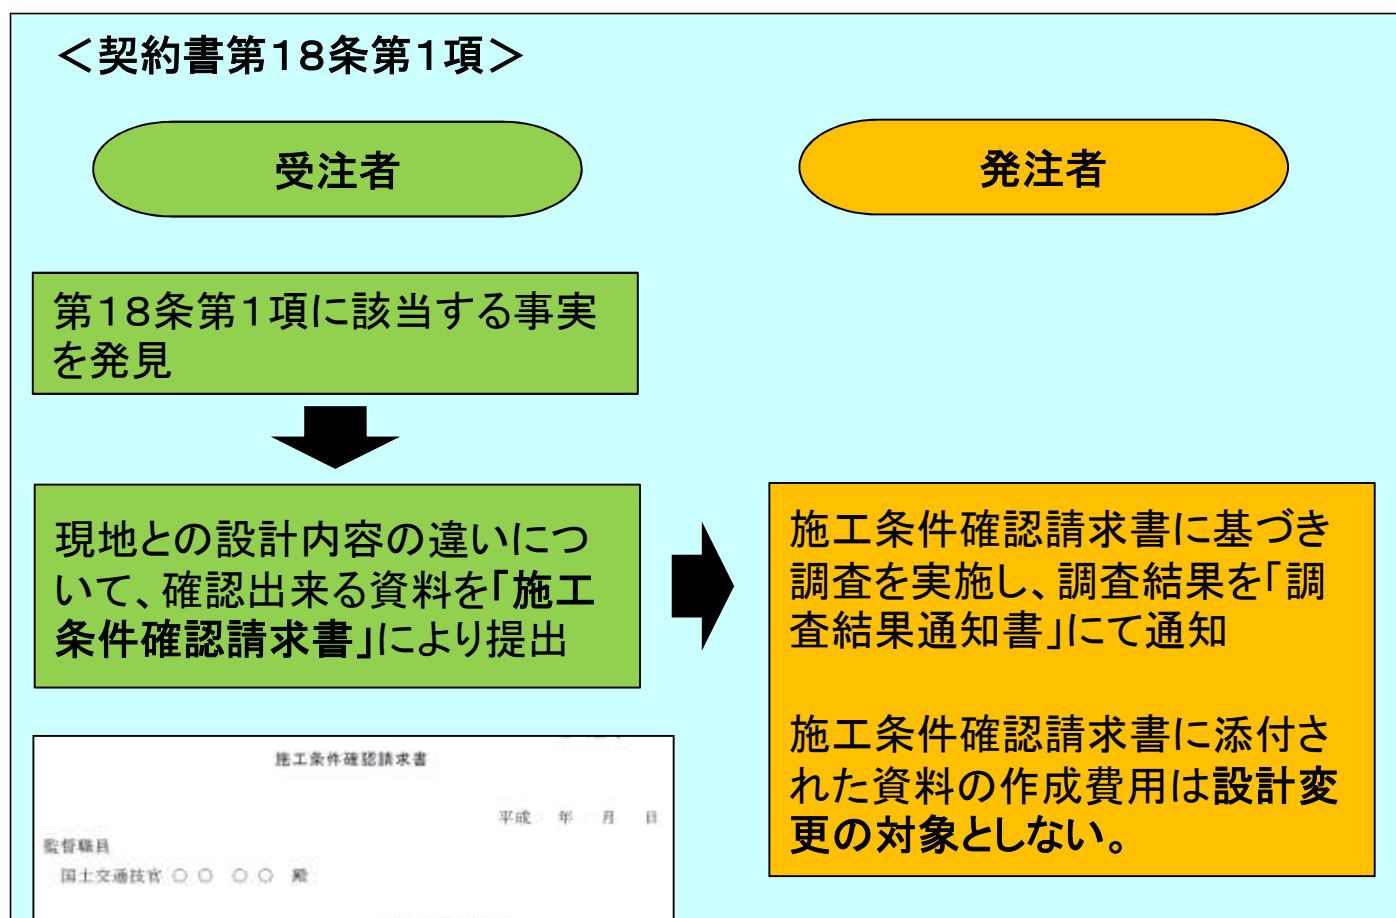 ＜契約書第１８条第１項＞
受注者
発注者
第１８条第１項に該当する事実
を発見
現地との設計内容の違いにつ
いて、確認出来る資料を「施工
条件確認請求書」により提出
施工条件確認請求書に基づき
調査を実施し、調査結果を「調
査結果通知書」にて通知
施工条件確認請求書に添付さ
れた資料の作成費用は設計変
更の対象としない。
施工条件確認請求書
平成　年　月　日
監督職員
国土交通技官 〇〇 〇〇 殿